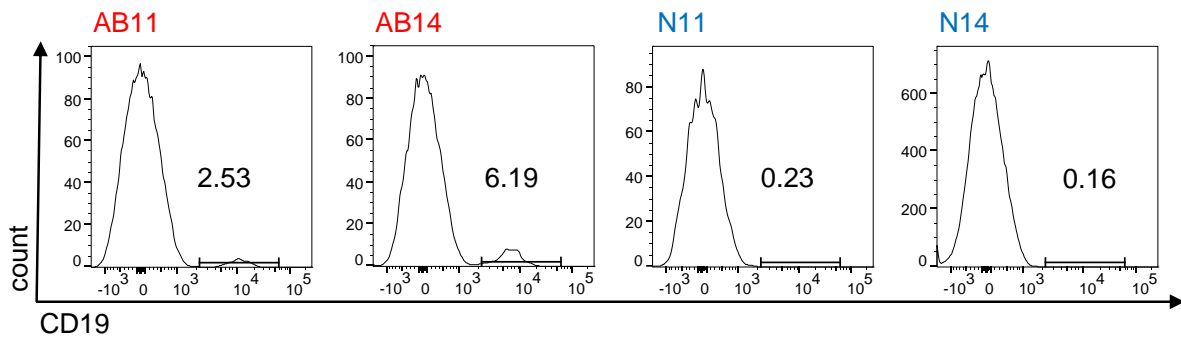 AB11 AB14 N11 N14
100 80 60 40 20 0
2.53
-10³ 0 10³ 10⁴ 10⁵
100 80 60 40 20 0
6.19
-10³ 0 10³ 10⁴ 10⁵
80 60 40 20 0
0.23
-10³ 0 10³ 10⁴ 10⁵
600 400 200 0
0.16
-10³ 0 10³ 10⁴ 10⁵
count
CD19